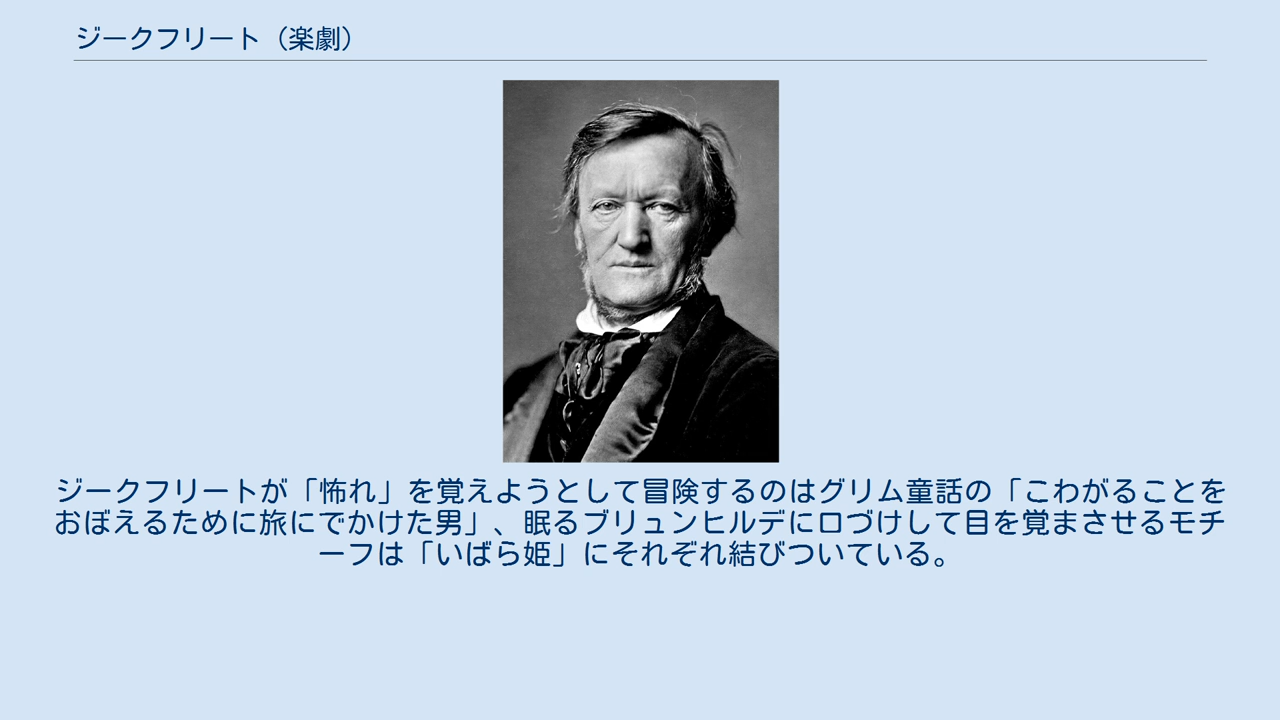 ジークフリート（楽劇）
ジークフリートが「怖れ」を覚えようとして冒険するのはグリム童話の「こわがることを
おぼえるために旅にでかけた男」、眠るブリュンヒルデに口づけして目を覚まさせるモチ
ーフは「いばら姫」にそれぞれ結びついている。